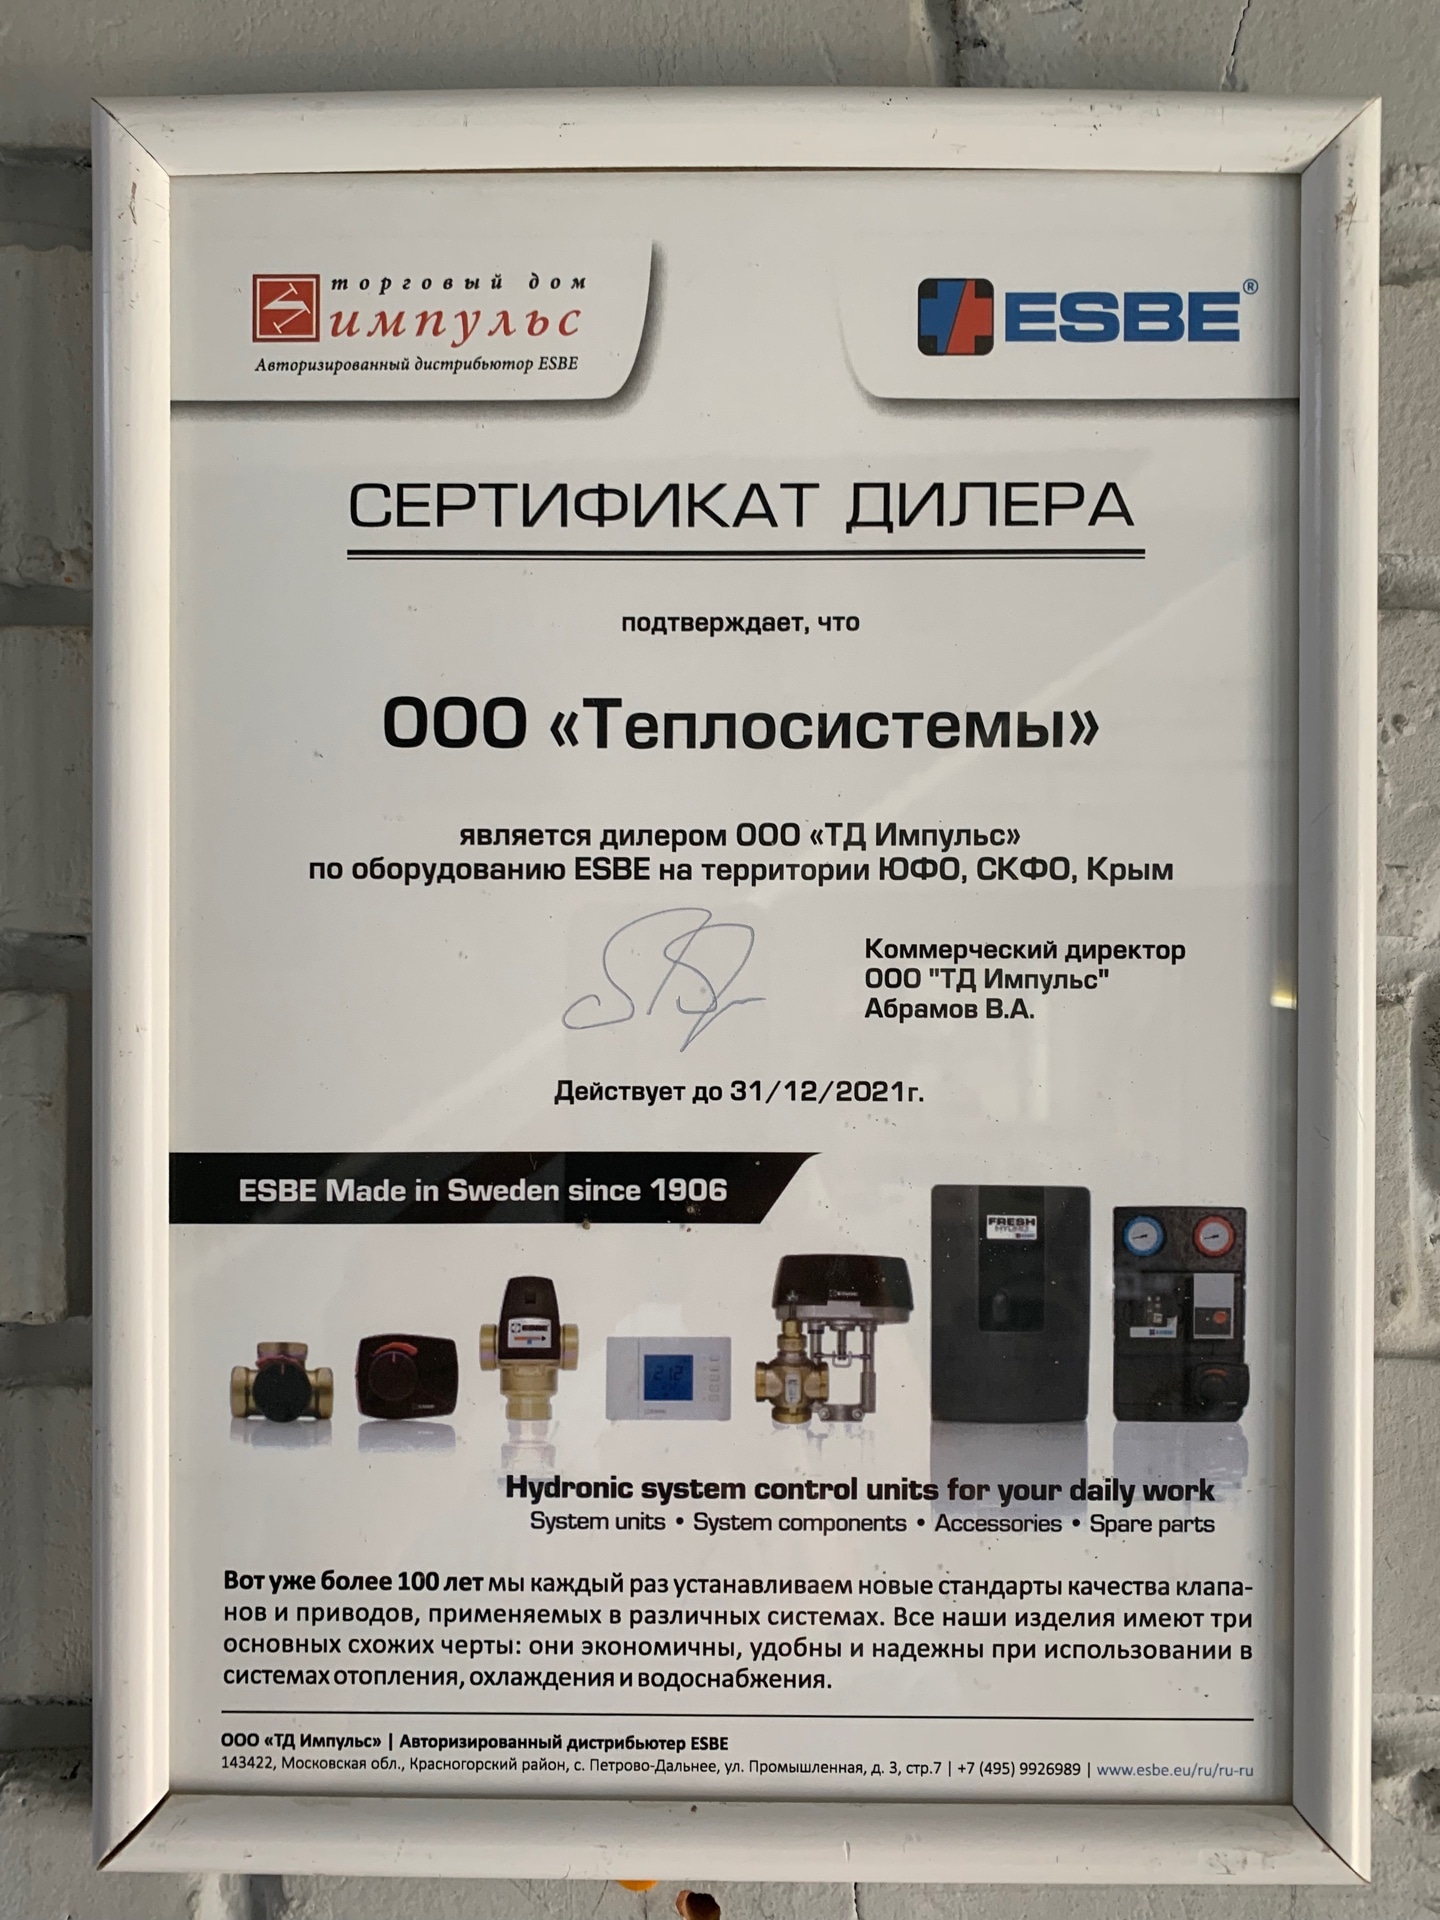 торговый дом
импульс
Авторизированный дистрибьютор ESBE
ESBE®
СЕРТИФИКАТ ДИЛЕРА
подтверждает, что
ООО «Теплосистемы»
является дилером ООО «ТД Импульс»
по оборудованию ESBE на территории ЮФО, СКФО, Крым
Коммерческий директор
ООО "ТД Импульс"
Абрамов В.А.
Действует до 31/12/2021г.
ESBE Made in Sweden since 1906
FRESH
HYDRO
ESBE
212
Hydronic system control units for your daily work
System units • System components • Accessories • Spare parts
Вот уже более 100 лет мы каждый раз устанавливаем новые стандарты качества клапа-
нов и приводов, применяемых в различных системах. Все наши изделия имеют три
основных схожих черты: они экономичны, удобны и надежны при использовании в
системах отопления, охлаждения и водоснабжения.
ООО «ТД Импульс» | Авторизированный дистрибьютер ESBE
143422, Московская обл., Красногорский район, с. Петрово-Дальнее, ул. Промышленная, д. 3, стр.7 | +7 (495) 9926989 | www.esbe.eu/ru/ru-ru